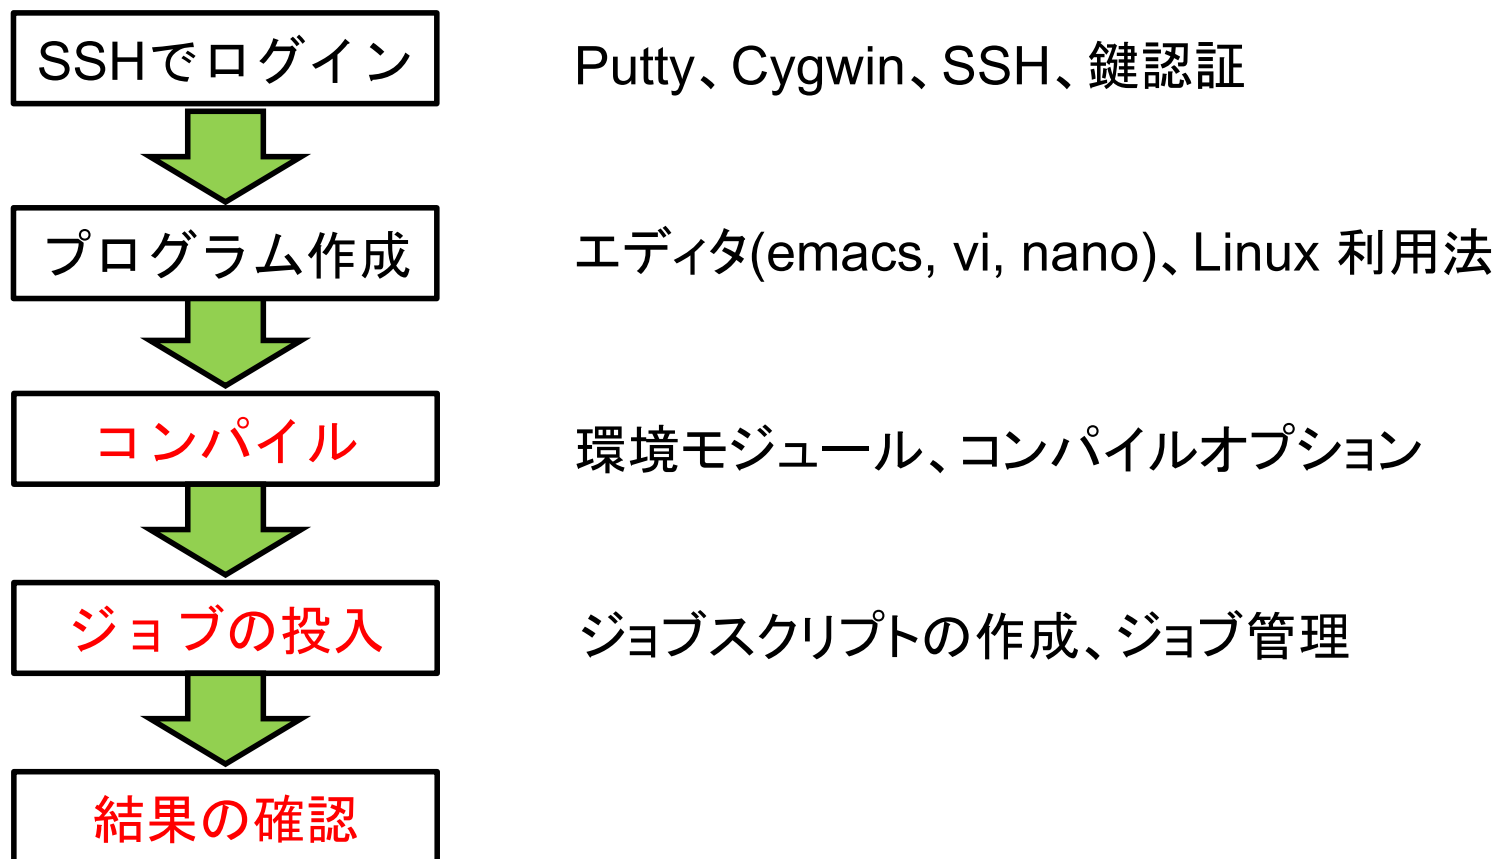 SSHでログイン
Putty、Cygwin、SSH、鍵認証
プログラム作成
エディタ(emacs, vi, nano)、Linux 利用法
コンパイル
環境モジュール、コンパイルオプション
ジョブの投入
ジョブスクリプトの作成、ジョブ管理
結果の確認